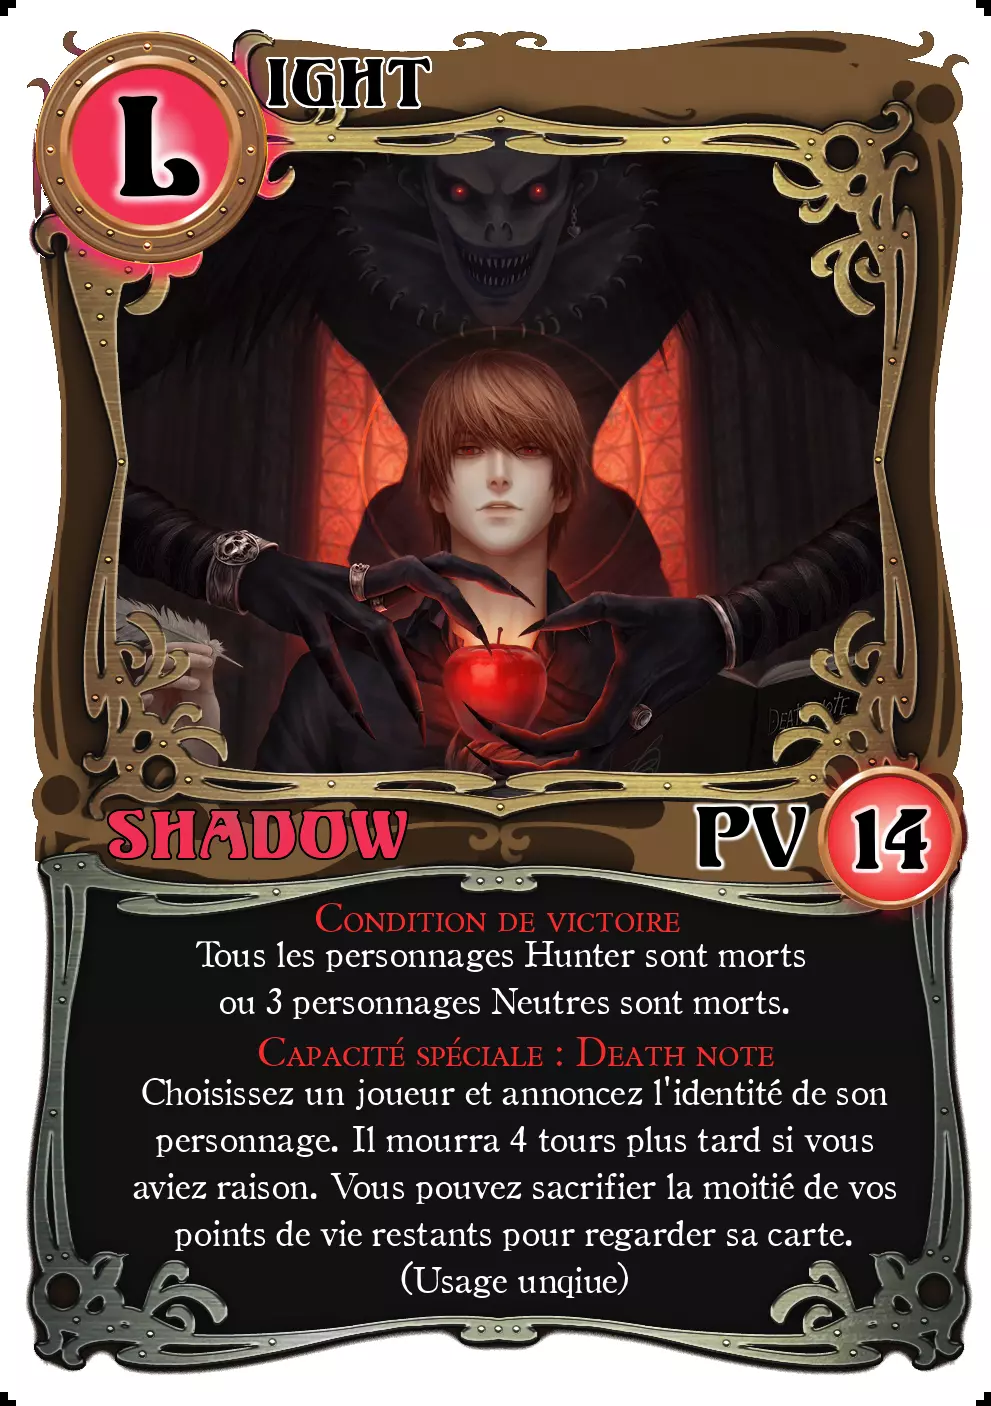 LIGHT
DEATH NOTE
SHADOW
PV 14
Condition de victoire
Tous les personnages Hunter sont morts
ou 3 personnages Neutres sont morts.
Capacité spéciale : Death note
Choisissez un joueur et annoncez l'identité de son
personnage. Il mourra 4 tours plus tard si vous
aviez raison. Vous pouvez sacrifier la moitié de vos
points de vie restants pour regarder sa carte.
(Usage unqiue)